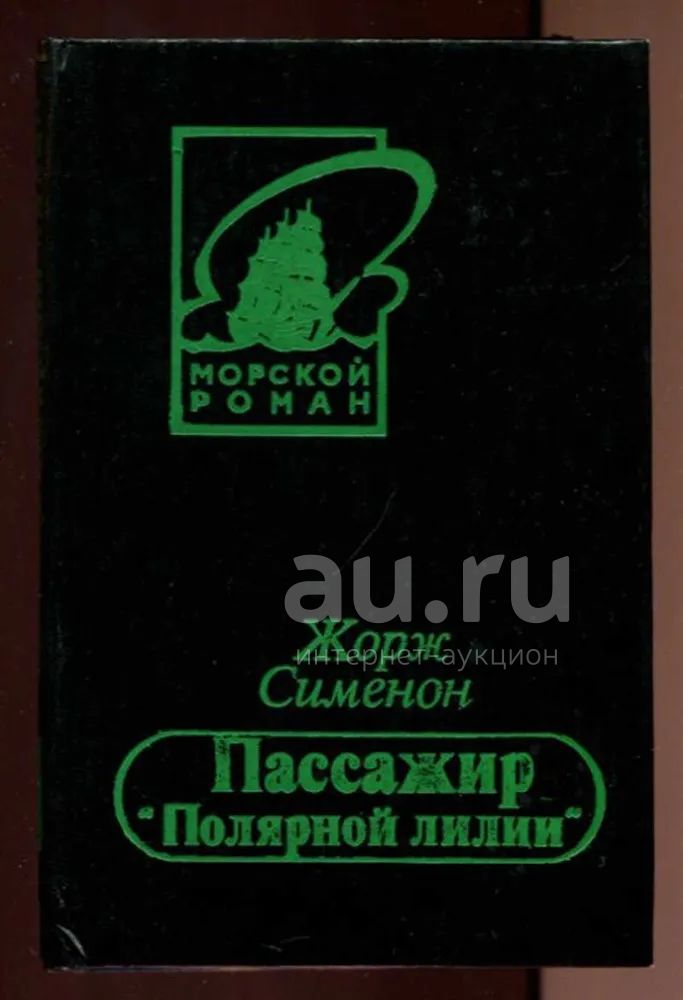 МОРСКОЙ
РОМАН
au.ru
интернет-аукцион
Жорж
Сименон
Пассажир
"Полярной лилии"